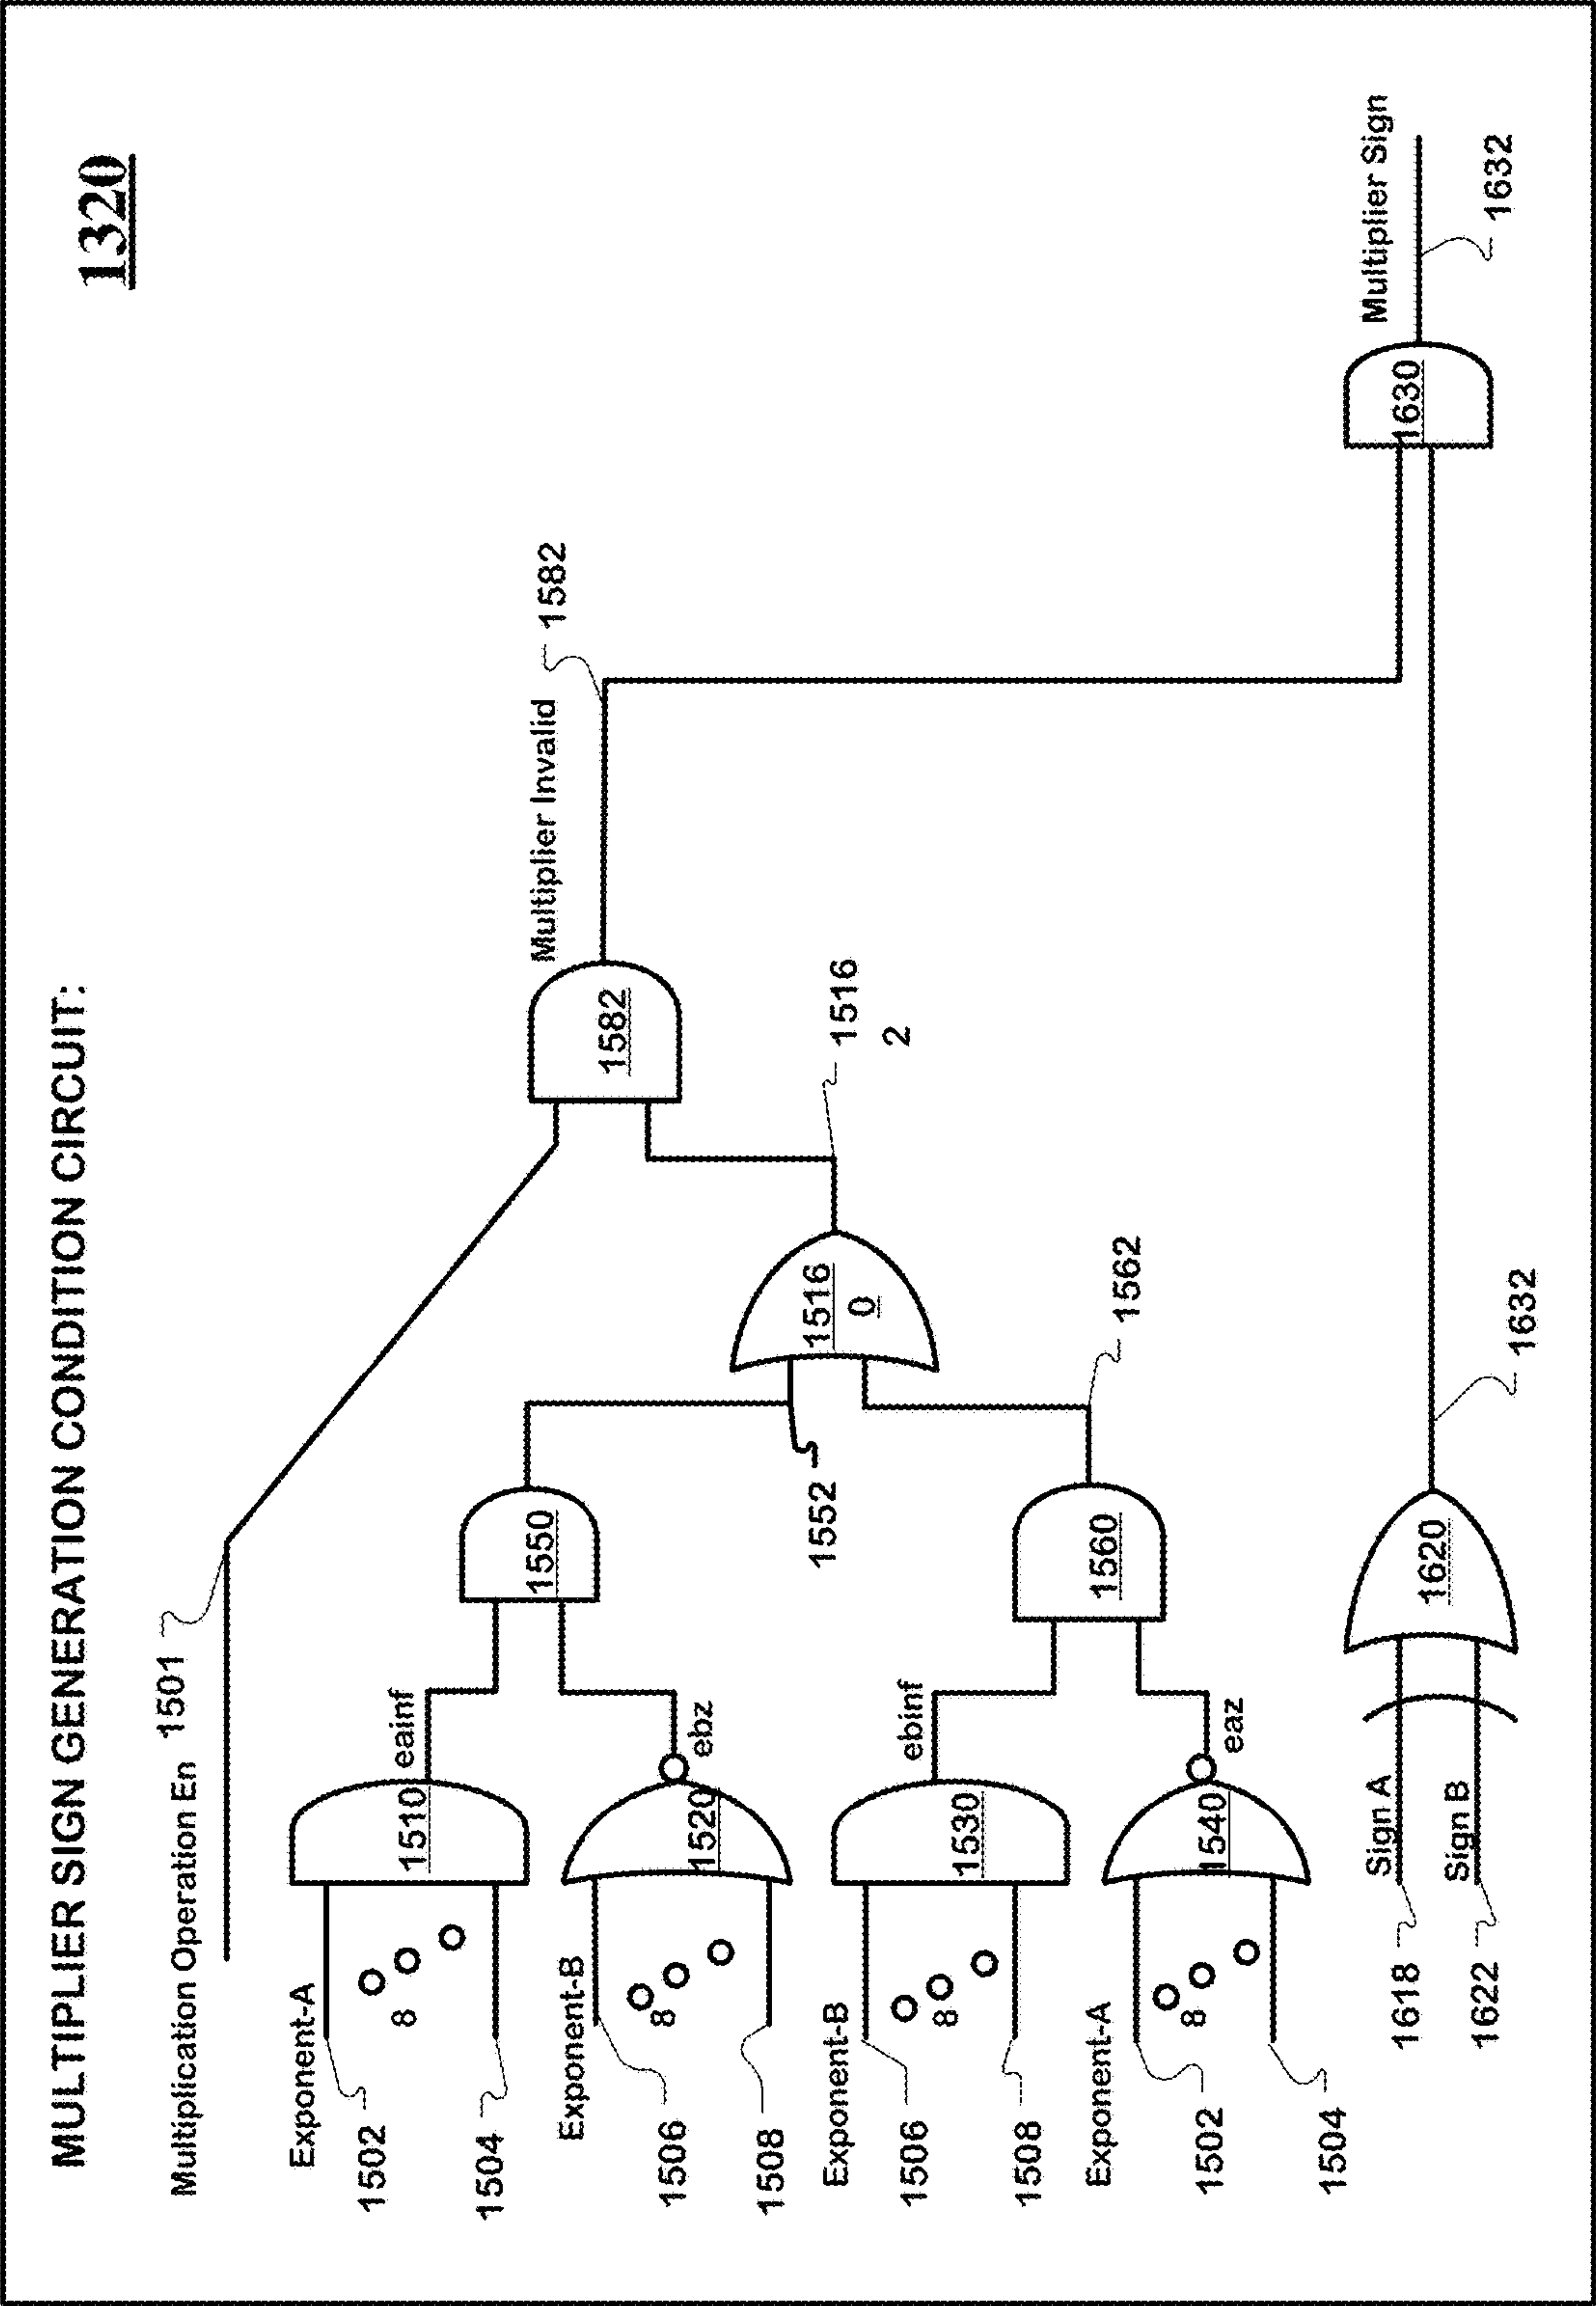 MULTIPLIER SIGN GENERATION CONDITION CIRCUIT:
1320
Multiplication Operation En 1501
Exponent-A
1502
8
1504
1510
eainf
Exponent-B
1506
8
1508
1520
ebz
1550
1552
Exponent-B
1506
8
1508
1530
ebinf
Exponent-A
1502
8
1504
1540
eaz
1560
1562
1516
0
1516
2
1582
Multiplier Invalid
1582
Sign A
1618
Sign B
1622
1620
1632
1630
Multiplier Sign
1632